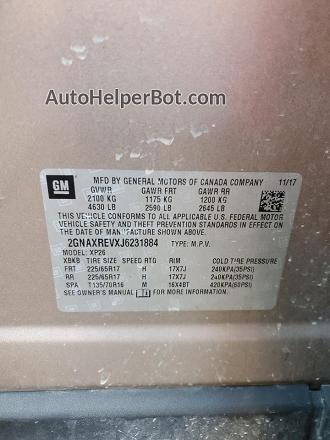 AutoHelperBot.com
GM
MFD BY GENERAL MOTORS OF CANADA COMPANY 11/17
GVWR GAWR FRT GAWR RR
2100 KG 1175 KG 1200 KG
4630 LB 2590 LB 2645 LB
THIS VEHICLE CONFORMS TO ALL APPLICABLE U.S. FEDERAL MOTOR
VEHICLE SAFETY AND THEFT PREVENTION STANDARDS IN EFFECT ON
THE DATE OF MANUFACTURE SHOWN ABOVE.
2GNAXREVXJ6231884 TYPE: M.P.V.
MODEL: XP26
XBKB TIRE SIZE SPEED RTG RIM COLD TIRE PRESSURE
FRT 225/65R17 H 17X7J 240KPA(35PSI)
RR 225/65R17 H 17X7J 240KPA(35PSI)
SPA T135/70R16 M 16X4BT 420KPA(60PSI)
SEE OWNER'S MANUAL FOR MORE INFORMATION.